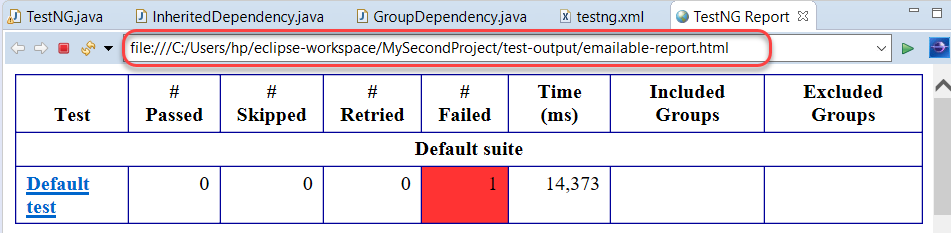 TestNG.java InheritedDependency.java GroupDependency.java testng.xml TestNG Report
file:///C:/Users/hp/eclipse-workspace/MySecondProject/test-output/emailable-report.html
Test # Passed # Skipped # Retried # Failed Time (ms) Included Groups Excluded Groups
Default suite
Default test 0 0 0 1 14,373